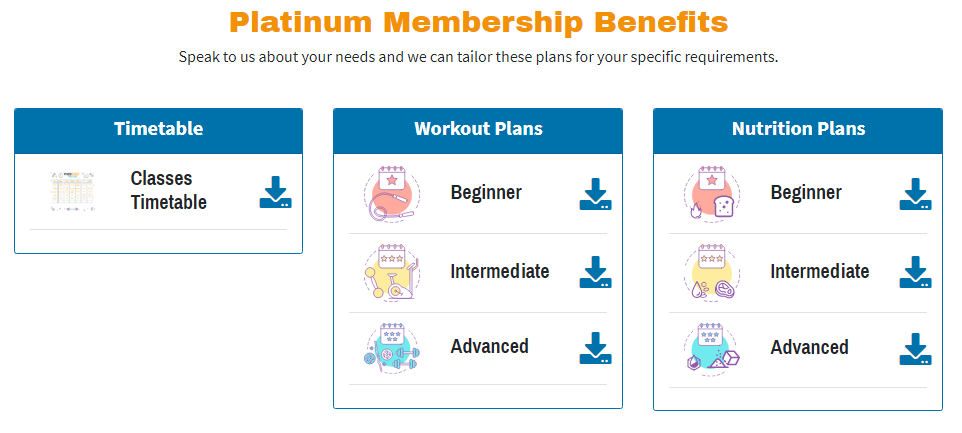 Platinum Membership Benefits
Speak to us about your needs and we can tailor these plans for your specific requirements.
Timetable
Classes
Timetable
Workout Plans
Beginner
Intermediate
Advanced
Nutrition Plans
Beginner
Intermediate
Advanced